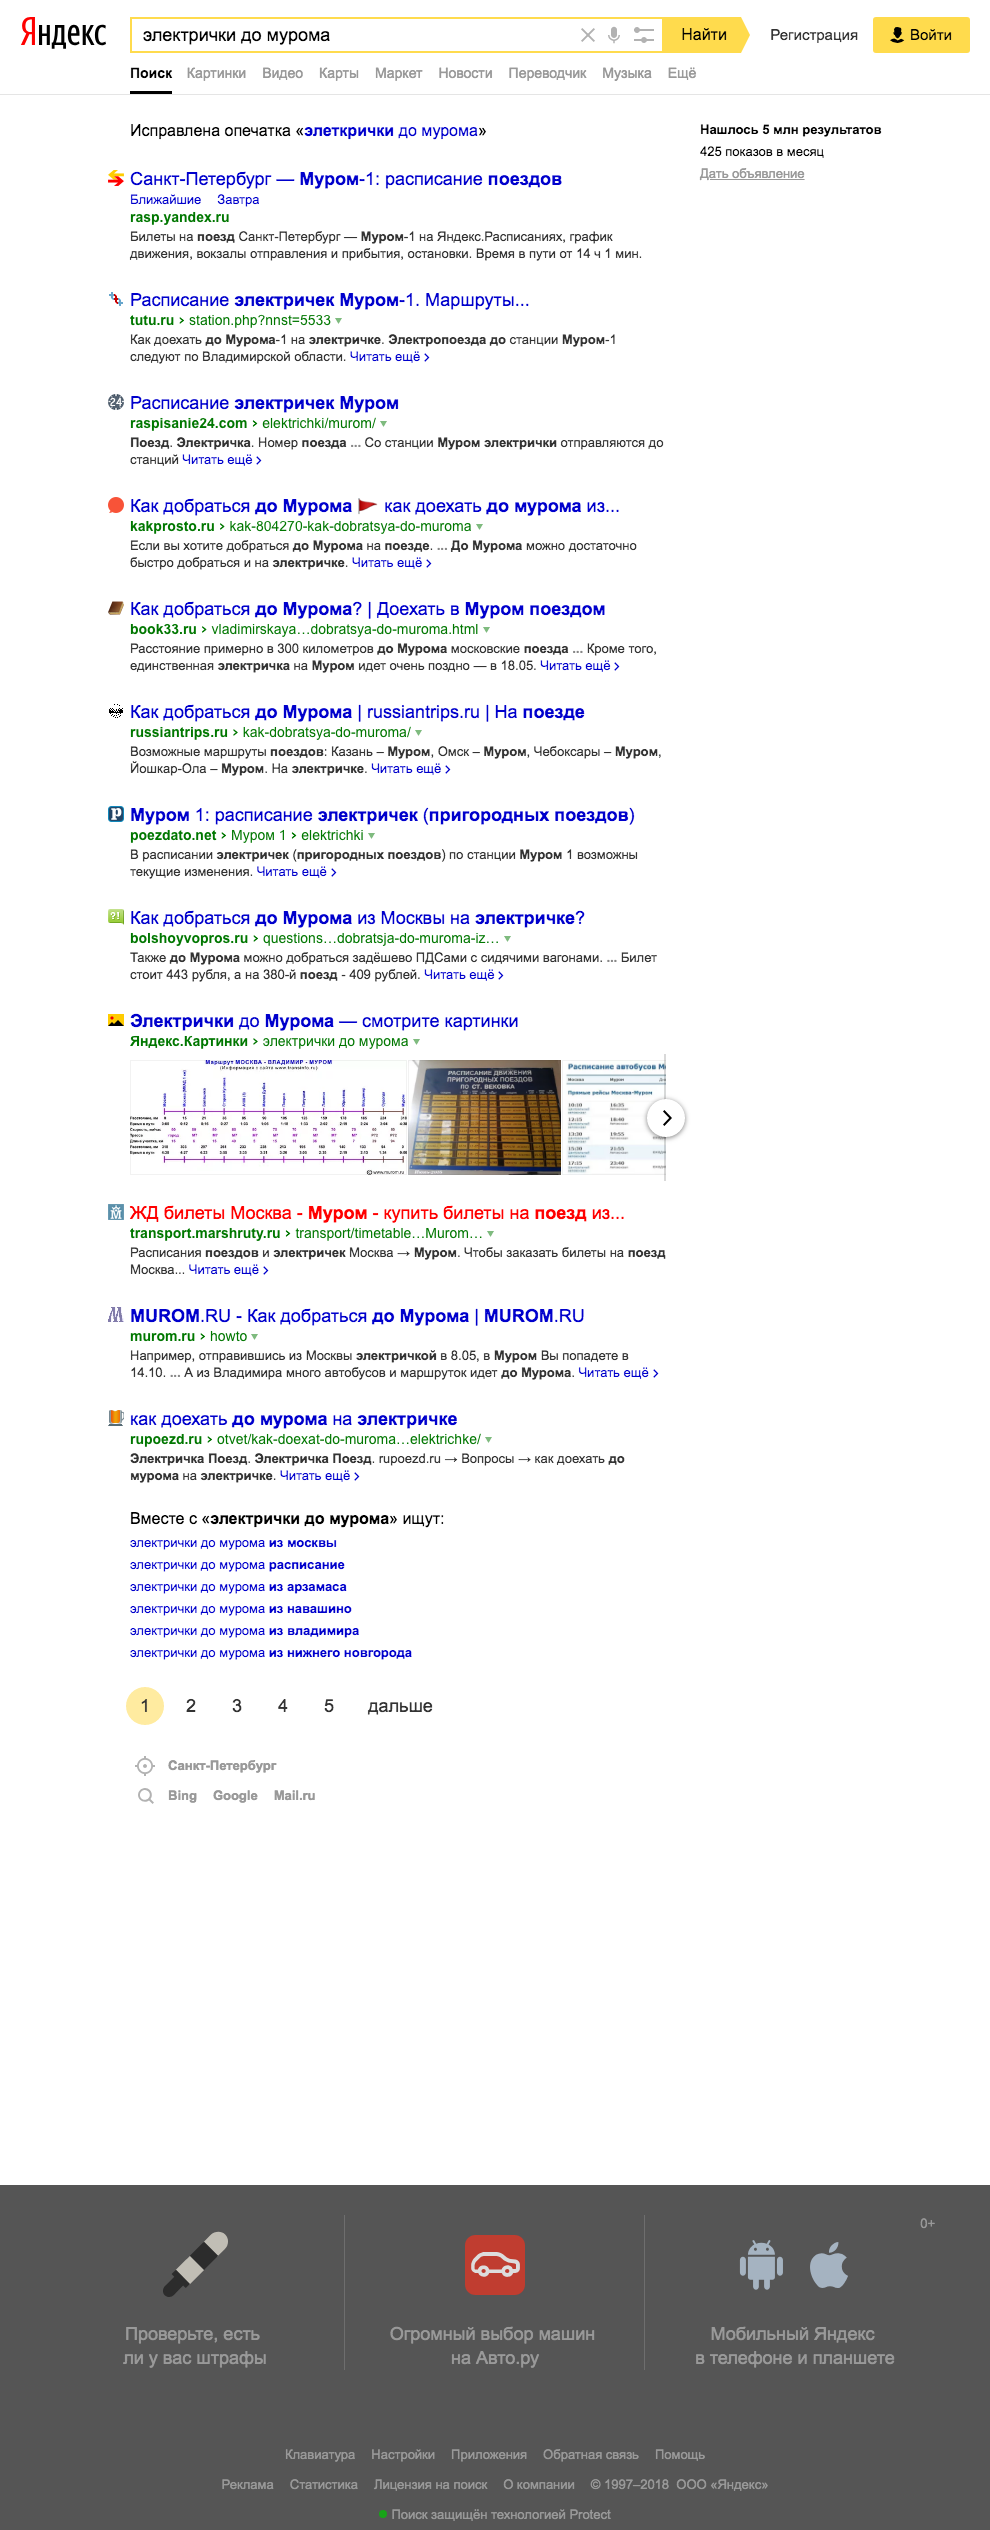 Яндекс
электрички до мурома
Найти
Регистрация
Войти
Поиск Картинки Видео Карты Маркет Новости Переводчик Музыка Ещё
Исправлена опечатка «элеткрички до мурома»
Нашлось 5 млн результатов
425 показов в месяц
Дать объявление
Санкт-Петербург — Муром-1: расписание поездов
Ближайшие Завтра
rasp.yandex.ru
Билеты на поезд Санкт-Петербург — Муром-1 на Яндекс.Расписаниях, график
движения, вокзалы отправления и прибытия, остановки. Время в пути от 14 ч 1 мин.
Расписание электричек Муром-1. Маршруты...
tutu.ru › station.php?nnst=5533
Как доехать до Мурома-1 на электричке. Электропоезда до станции Муром-1
следуют по Владимирской области. Читать ещё ›
24
Расписание электричек Муром
raspisanie24.com › elektrichki/murom/
Поезд. Электричка. Номер поезда ... Со станции Муром электрички отправляются до
станций Читать ещё ›
Как добраться до Мурома как доехать до мурома из...
kakprosto.ru › kak-804270-kak-dobratsya-do-muroma
Если вы хотите добраться до Мурома на поезде. ... До Мурома можно достаточно
быстро добраться и на электричке. Читать ещё ›
Как добраться до Мурома? | Доехать в Муром поездом
book33.ru › vladimirskaya…dobratsya-do-muroma.html
Расстояние примерно в 300 километров до Мурома московские поезда ... Кроме того,
единственная электричка на Муром идет очень поздно — в 18.05. Читать ещё ›
Как добраться до Мурома | russiantrips.ru | На поезде
russiantrips.ru › kak-dobratsya-do-muroma/
Возможные маршруты поездов: Казань – Муром, Омск – Муром, Чебоксары – Муром,
Йошкар-Ола – Муром. На электричке. Читать ещё ›
Муром 1: расписание электричек (пригородных поездов)
poezdato.net › Муром 1 › elektrichki
В расписании электричек (пригородных поездов) по станции Муром 1 возможны
текущие изменения. Читать ещё ›
Как добраться до Мурома из Москвы на электричке?
bolshoyvopros.ru › questions…dobratsja-do-muroma-iz…
Также до Мурома можно добраться задёшево ПДСами с сидячими вагонами. ... Билет
стоит 443 рубля, а на 380-й поезд - 409 рублей. Читать ещё ›
Электрички до Мурома — смотрите картинки
Яндекс.Картинки › электрички до мурома
Маршрут МОСКВА - ВЛАДИМИР - МУРОМ
РАСПИСАНИЕ ДВИЖЕНИЯ
ПРИГОРОДНЫХ ПОЕЗДОВ
ПО СТ. ВЕКОВКА
Расписание автобусов М
Прямые рейсы Москва-Муром
ЖД билеты Москва - Муром - купить билеты на поезд из...
transport.marshruty.ru › transport/timetable…Murom…
Расписания поездов и электричек Москва → Муром. Чтобы заказать билеты на поезд
Москва... Читать ещё ›
MUROM.RU - Как добраться до Мурома | MUROM.RU
murom.ru › howto
Например, отправившись из Москвы электричкой в 8.05, в Муром Вы попадете в
14.10. ... А из Владимира много автобусов и маршруток идет до Мурома. Читать ещё ›
как доехать до мурома на электричке
rupoezd.ru › otvet/kak-doexat-do-muroma…elektrichke/
Электричка Поезд. Электричка Поезд. rupoezd.ru → Вопросы → как доехать до
мурома на электричке. Читать ещё ›
Вместе с «электрички до мурома» ищут:
электрички до мурома из москвы
электрички до мурома расписание
электрички до мурома из арзамаса
электрички до мурома из навашино
электрички до мурома из владимира
электрички до мурома из нижнего новгорода
1 2 3 4 5 дальше
Санкт-Петербург
Bing Google Mail.ru
0+
Проверьте, есть
ли у вас штрафы
Огромный выбор машин
на Авто.ру
Мобильный Яндекс
в телефоне и планшете
Клавиатура Настройки Приложения Обратная связь Помощь
Реклама Статистика Лицензия на поиск О компании © 1997–2018 ООО «Яндекс»
Поиск защищён технологией Protect